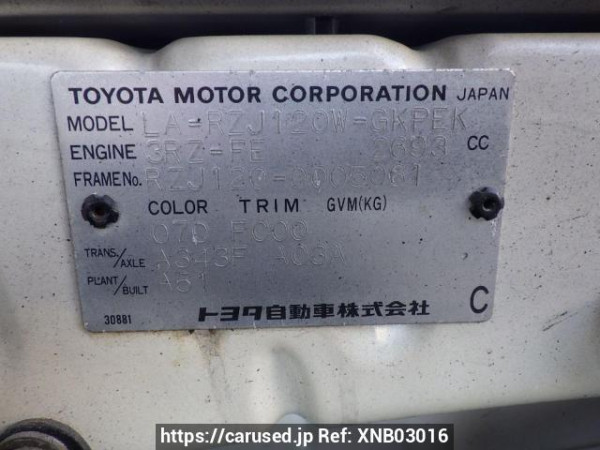 TOYOTA MOTOR CORPORATION JAPAN
MODEL LA-RZJ120W-GKPEK
ENGINE 3RZ-FE 2693 CC
FRAME No. RZJ120-
COLOR TRIM GVM(KG)
070 FC00
TRANS./AXLE A343F A03A
PLANT/BUILT A61
30881 トヨタ自動車株式会社 C
https://carused.jp Ref: XNB03016